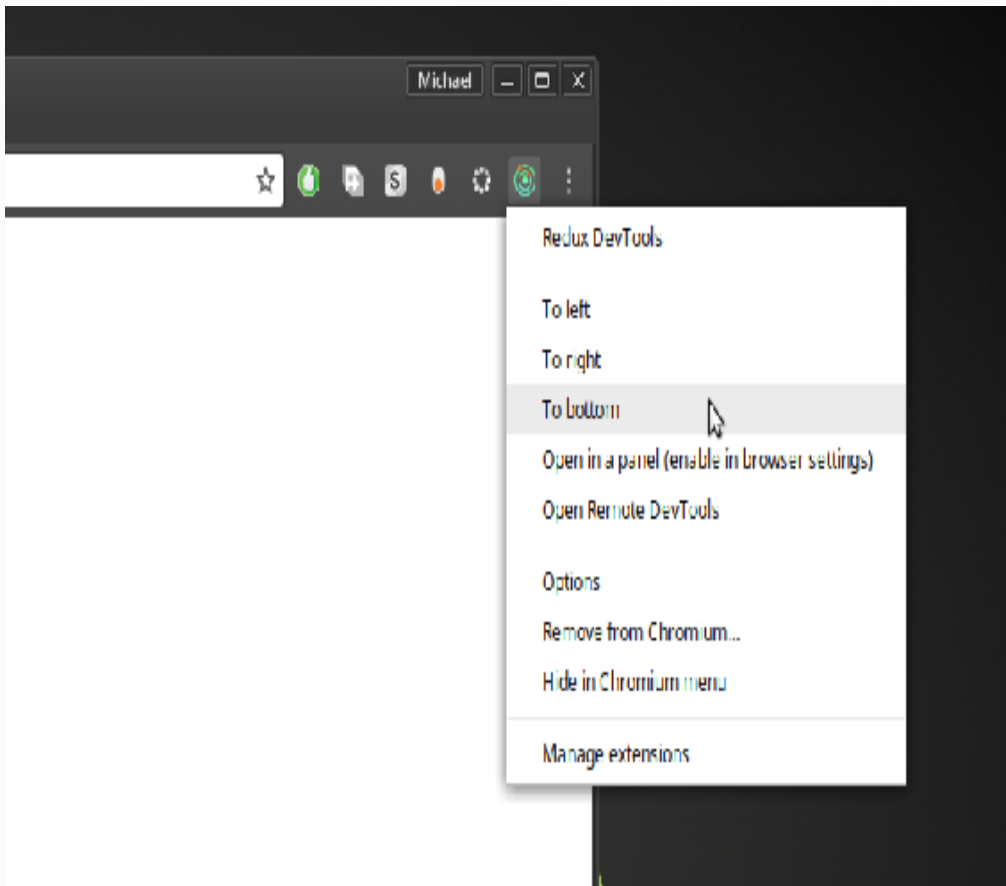 Michael
S
Redux DevTools
To left
To right
To bottom
Open in a panel (enable in browser settings)
Open Remote DevTools
Options
Remove from Chromium...
Hide in Chromium menu
Manage extensions